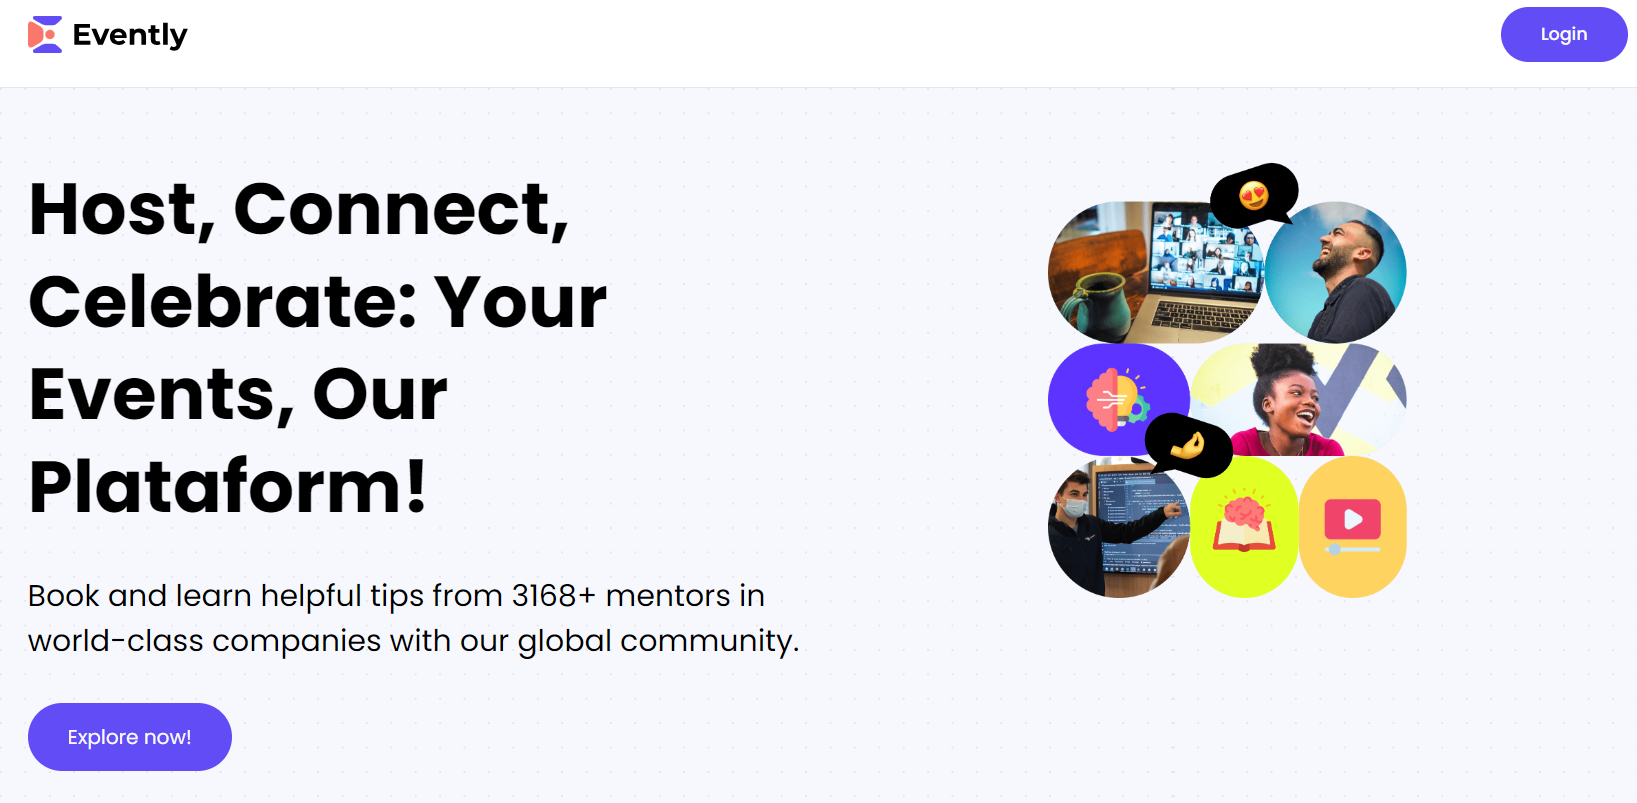 Evently
Login
Host, Connect,
Celebrate: Your
Events, Our
Plataform!
Book and learn helpful tips from 3168+ mentors in
world-class companies with our global community.
Explore now!